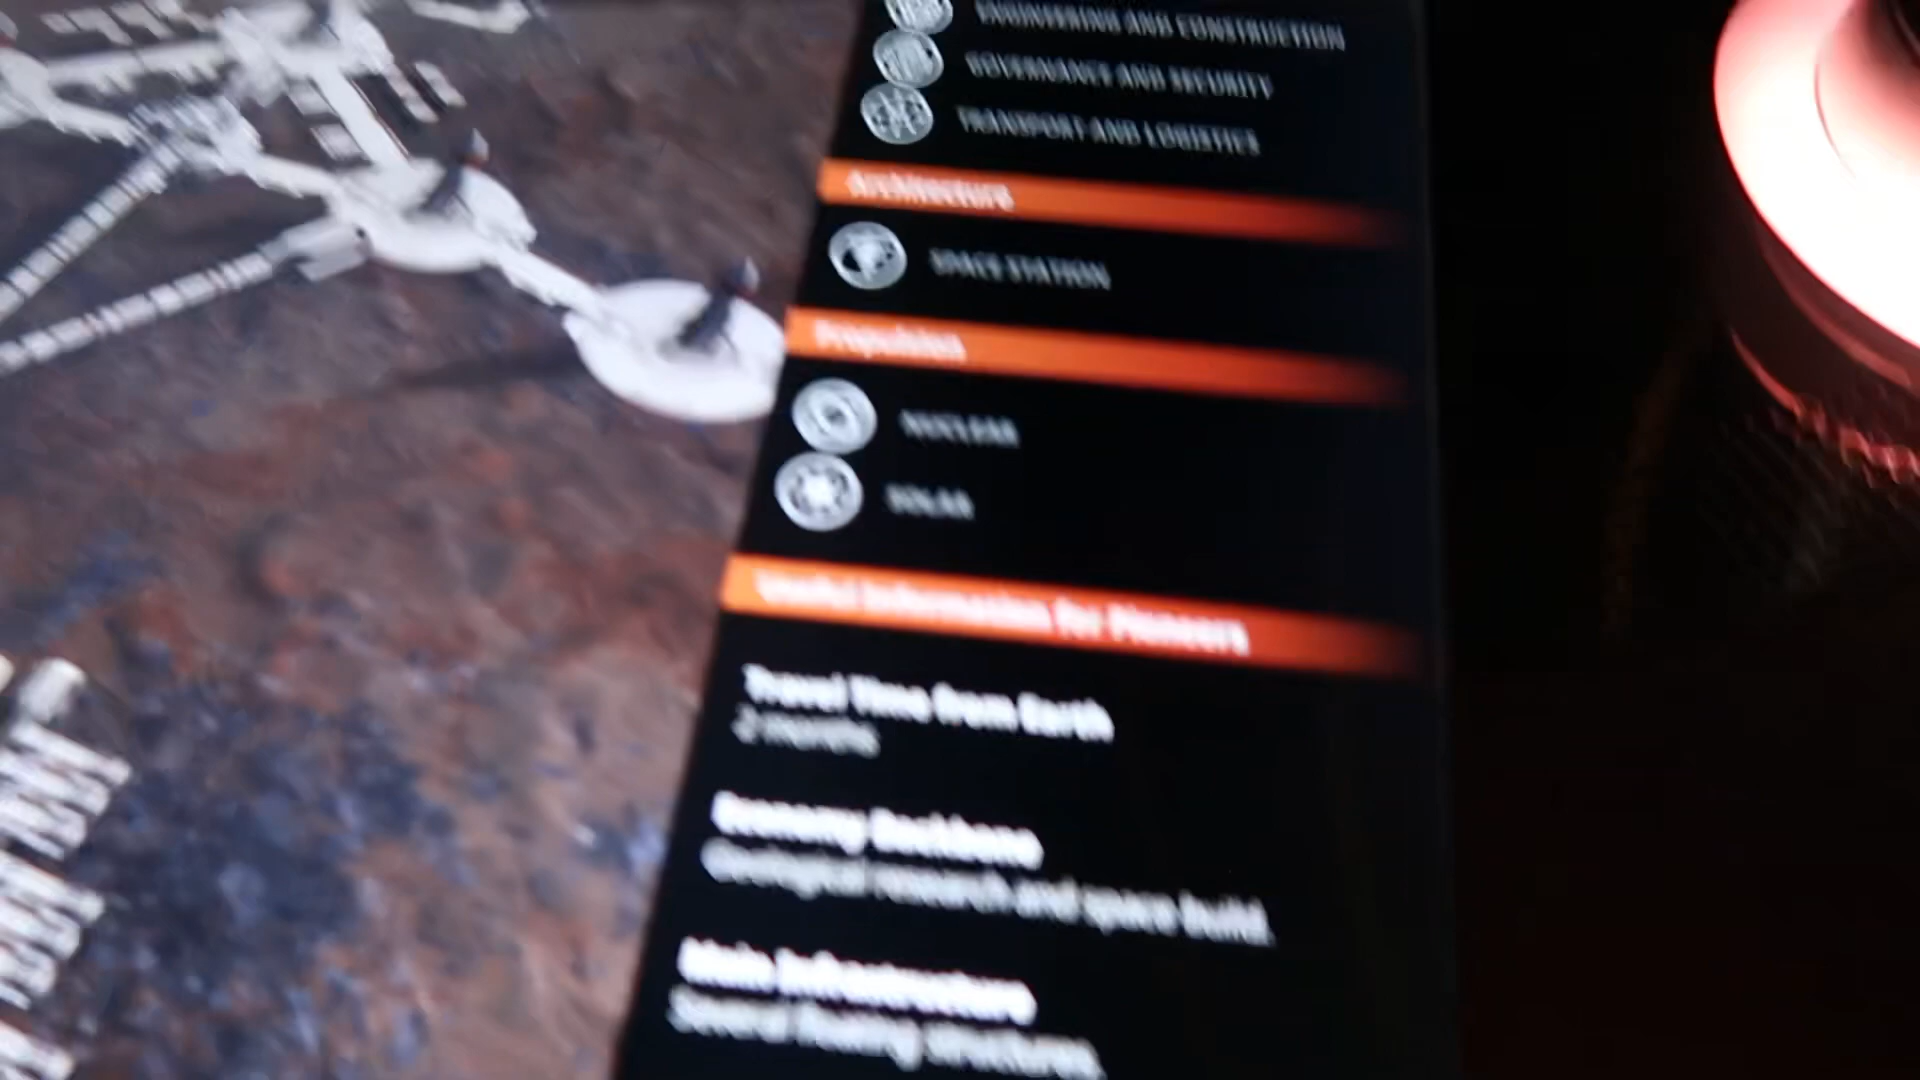 ENGINEERING AND CONSTRUCTION
GOVERNANCE AND SECURITY
TRANSPORT AND LOGISTICS
Architecture
SPACE STATION
Propulsion
NUCLEAR
SOLAR
Useful Information for Pioneers
Travel Time from Earth
months
Economy Backbone
Geological research and space build.
Main Infrastructure
Several floating structures.